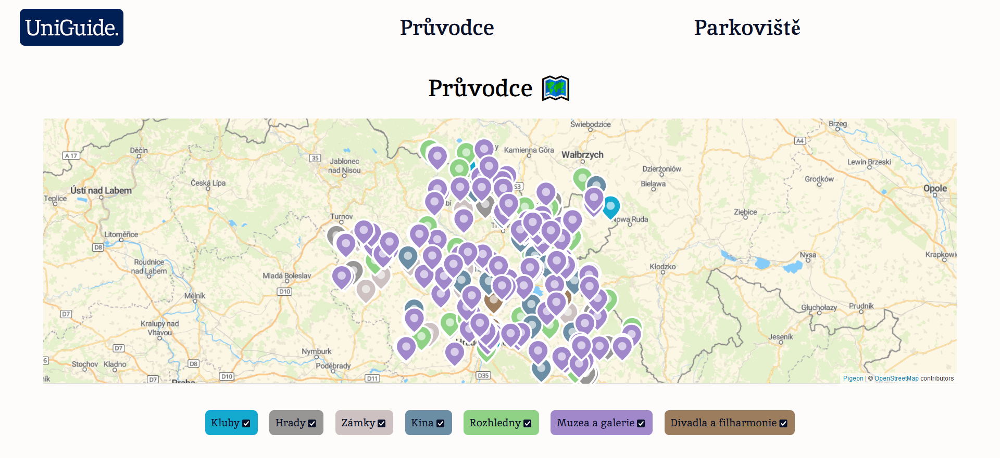 UniGuide.
Průvodce
Parkoviště
Průvodce
Świebodzice
Brzeg
A 17
Děčín
35
Jablonec
nad Nisou
Kamienna Góra
Wałbrzych
A4
Lewin Brzeski
Dzierżoniów
Bielawa
Grodków
Opole
Ústí nad Labem
Teplice
Česká Lípa
S3
Turnov
Ziębice
Nowa Ruda
Litoměřice
D8
Roudnice
nad Labem
Mladá Boleslav
D10
Kłodzko
Nysa
Krapkowi
Mělník
D7
Kralupy nad
Vltavou
Głuchołazy
Prudnik
Jeseník
D7
Nymburk
Poděbrady
6
Stochov
Kladno
D8
D10
D7
D11
D35
ník
Praha
Pigeon | © OpenStreetMap contributors
Kluby
Hrady
Zámky
Kina
Rozhledny
Muzea a galerie
Divadla a filharmonie